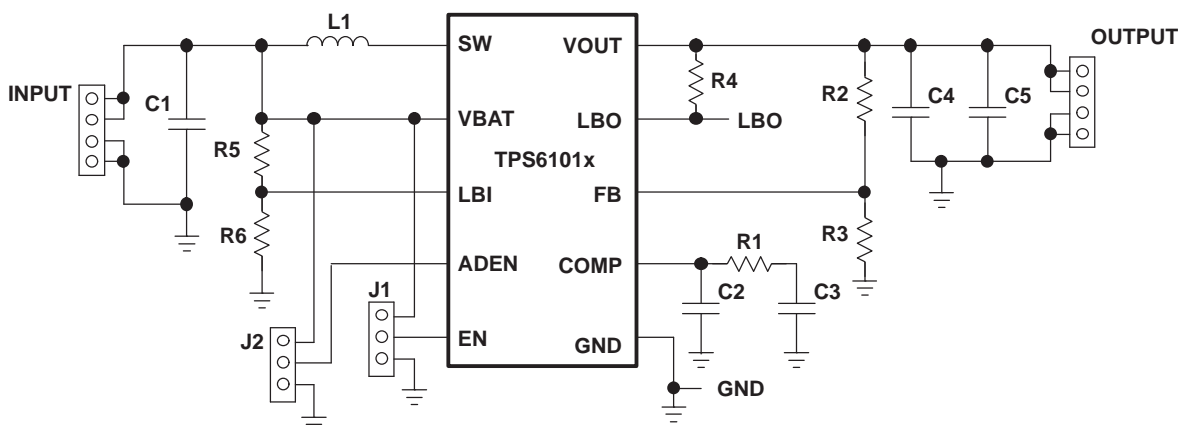 L1
SW
VOUT
OUTPUT
INPUT
C1
R4
R2
C4
C5
VBAT
LBO
LBO
R5
TPS6101x
LBI
FB
R6
R3
R1
ADEN
COMP
J1
C2
C3
J2
EN
GND
GND